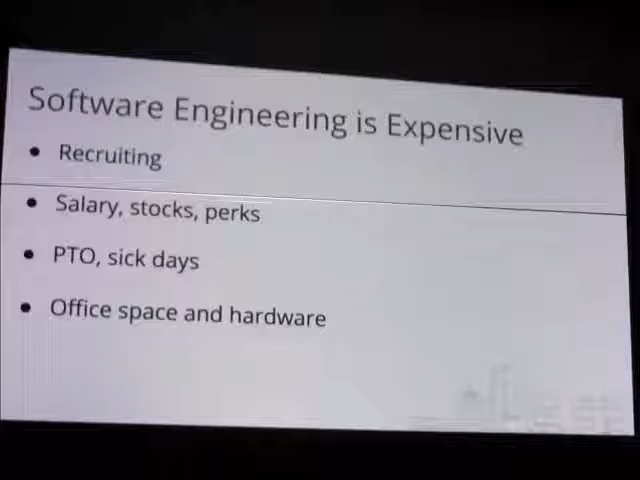 Software Engineering is Expensive
• Recruiting
• Salary, stocks, perks
• PTO, sick days
• Office space and hardware